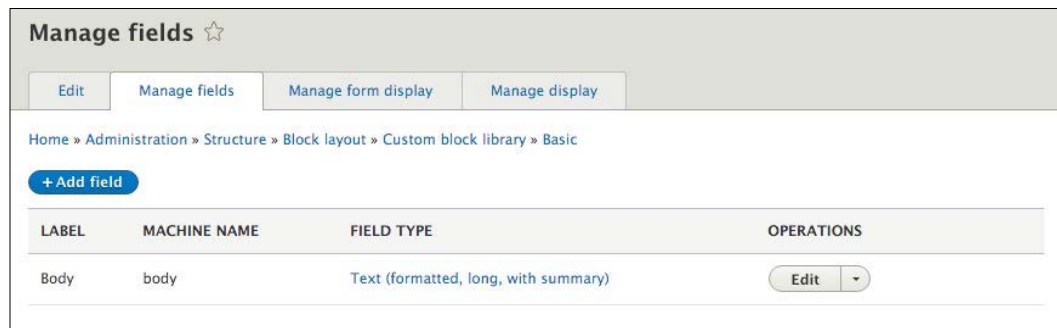 Manage fields
Edit Manage fields Manage form display Manage display
Home » Administration » Structure » Block layout » Custom block library » Basic
+ Add field
LABEL MACHINE NAME FIELD TYPE OPERATIONS
Body body Text (formatted, long, with summary) Edit